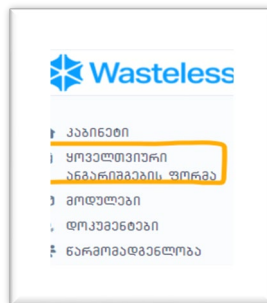 Wasteless
კაბინეტი
ყოველთვიური
ანგარიშგების ფორმა
მოდულები
დოკუმენტები
წარმომადგენლობა